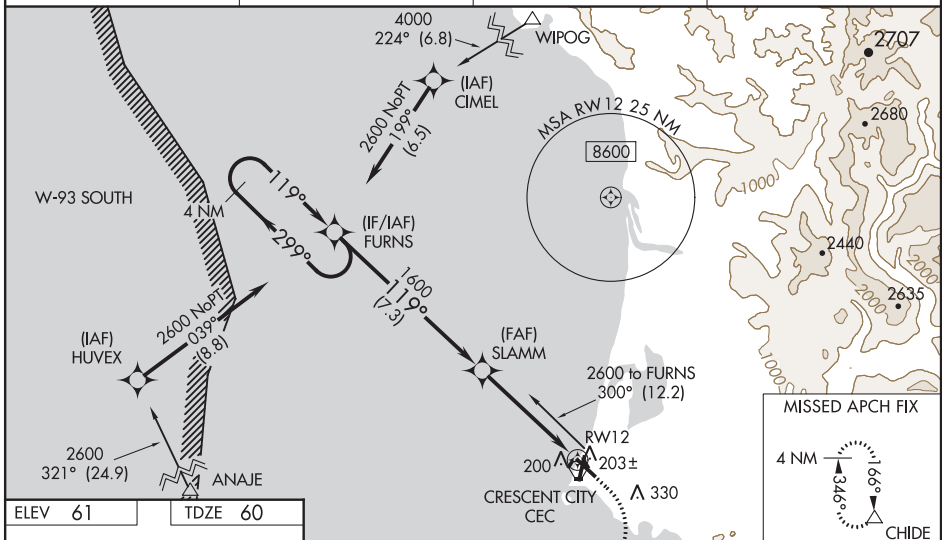 4000
224° (6.8)
WIPOG
2707
(IAF)
CIMEL
2600 NoPT
199°
(6.5)
MSA RW12 25 NM
8600
2680
1000
W-93 SOUTH
4 NM
119°
299°
(IF/IAF)
FURNS
2440
1000
2635
1600
119°
(7.3)
2600 NoPT
039°
(8.8)
(IAF)
HUVEX
(FAF)
SLAMM
2600 to FURNS
300° (12.2)
1000
2600
321° (24.9)
ANAJE
RW12
200
203±
330
CRESCENT CITY
CEC
MISSED APCH FIX
4 NM
346°
166°
CHIDE
ELEV 61
TDZE 60